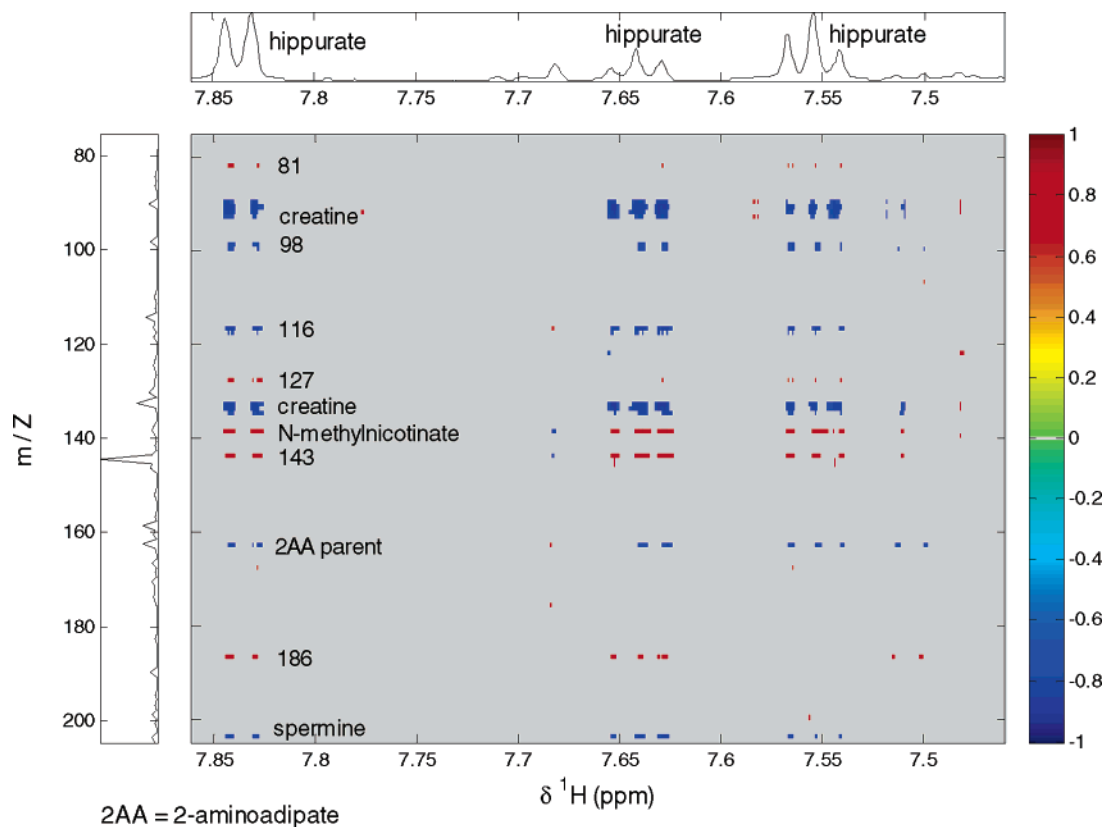 hippurate
hippurate
hippurate
7.85 7.8 7.75 7.7 7.65 7.6 7.55 7.5
80
100
120
140
160
180
200
m / Z
81
creatine
98
116
127
creatine
N-methylnicotinate
143
2AA parent
186
spermine
1
0.8
0.6
0.4
0.2
0
-0.2
-0.4
-0.6
-0.8
-1
7.85 7.8 7.75 7.7 7.65 7.6 7.55 7.5
δ ¹H (ppm)
2AA = 2-aminoadipate